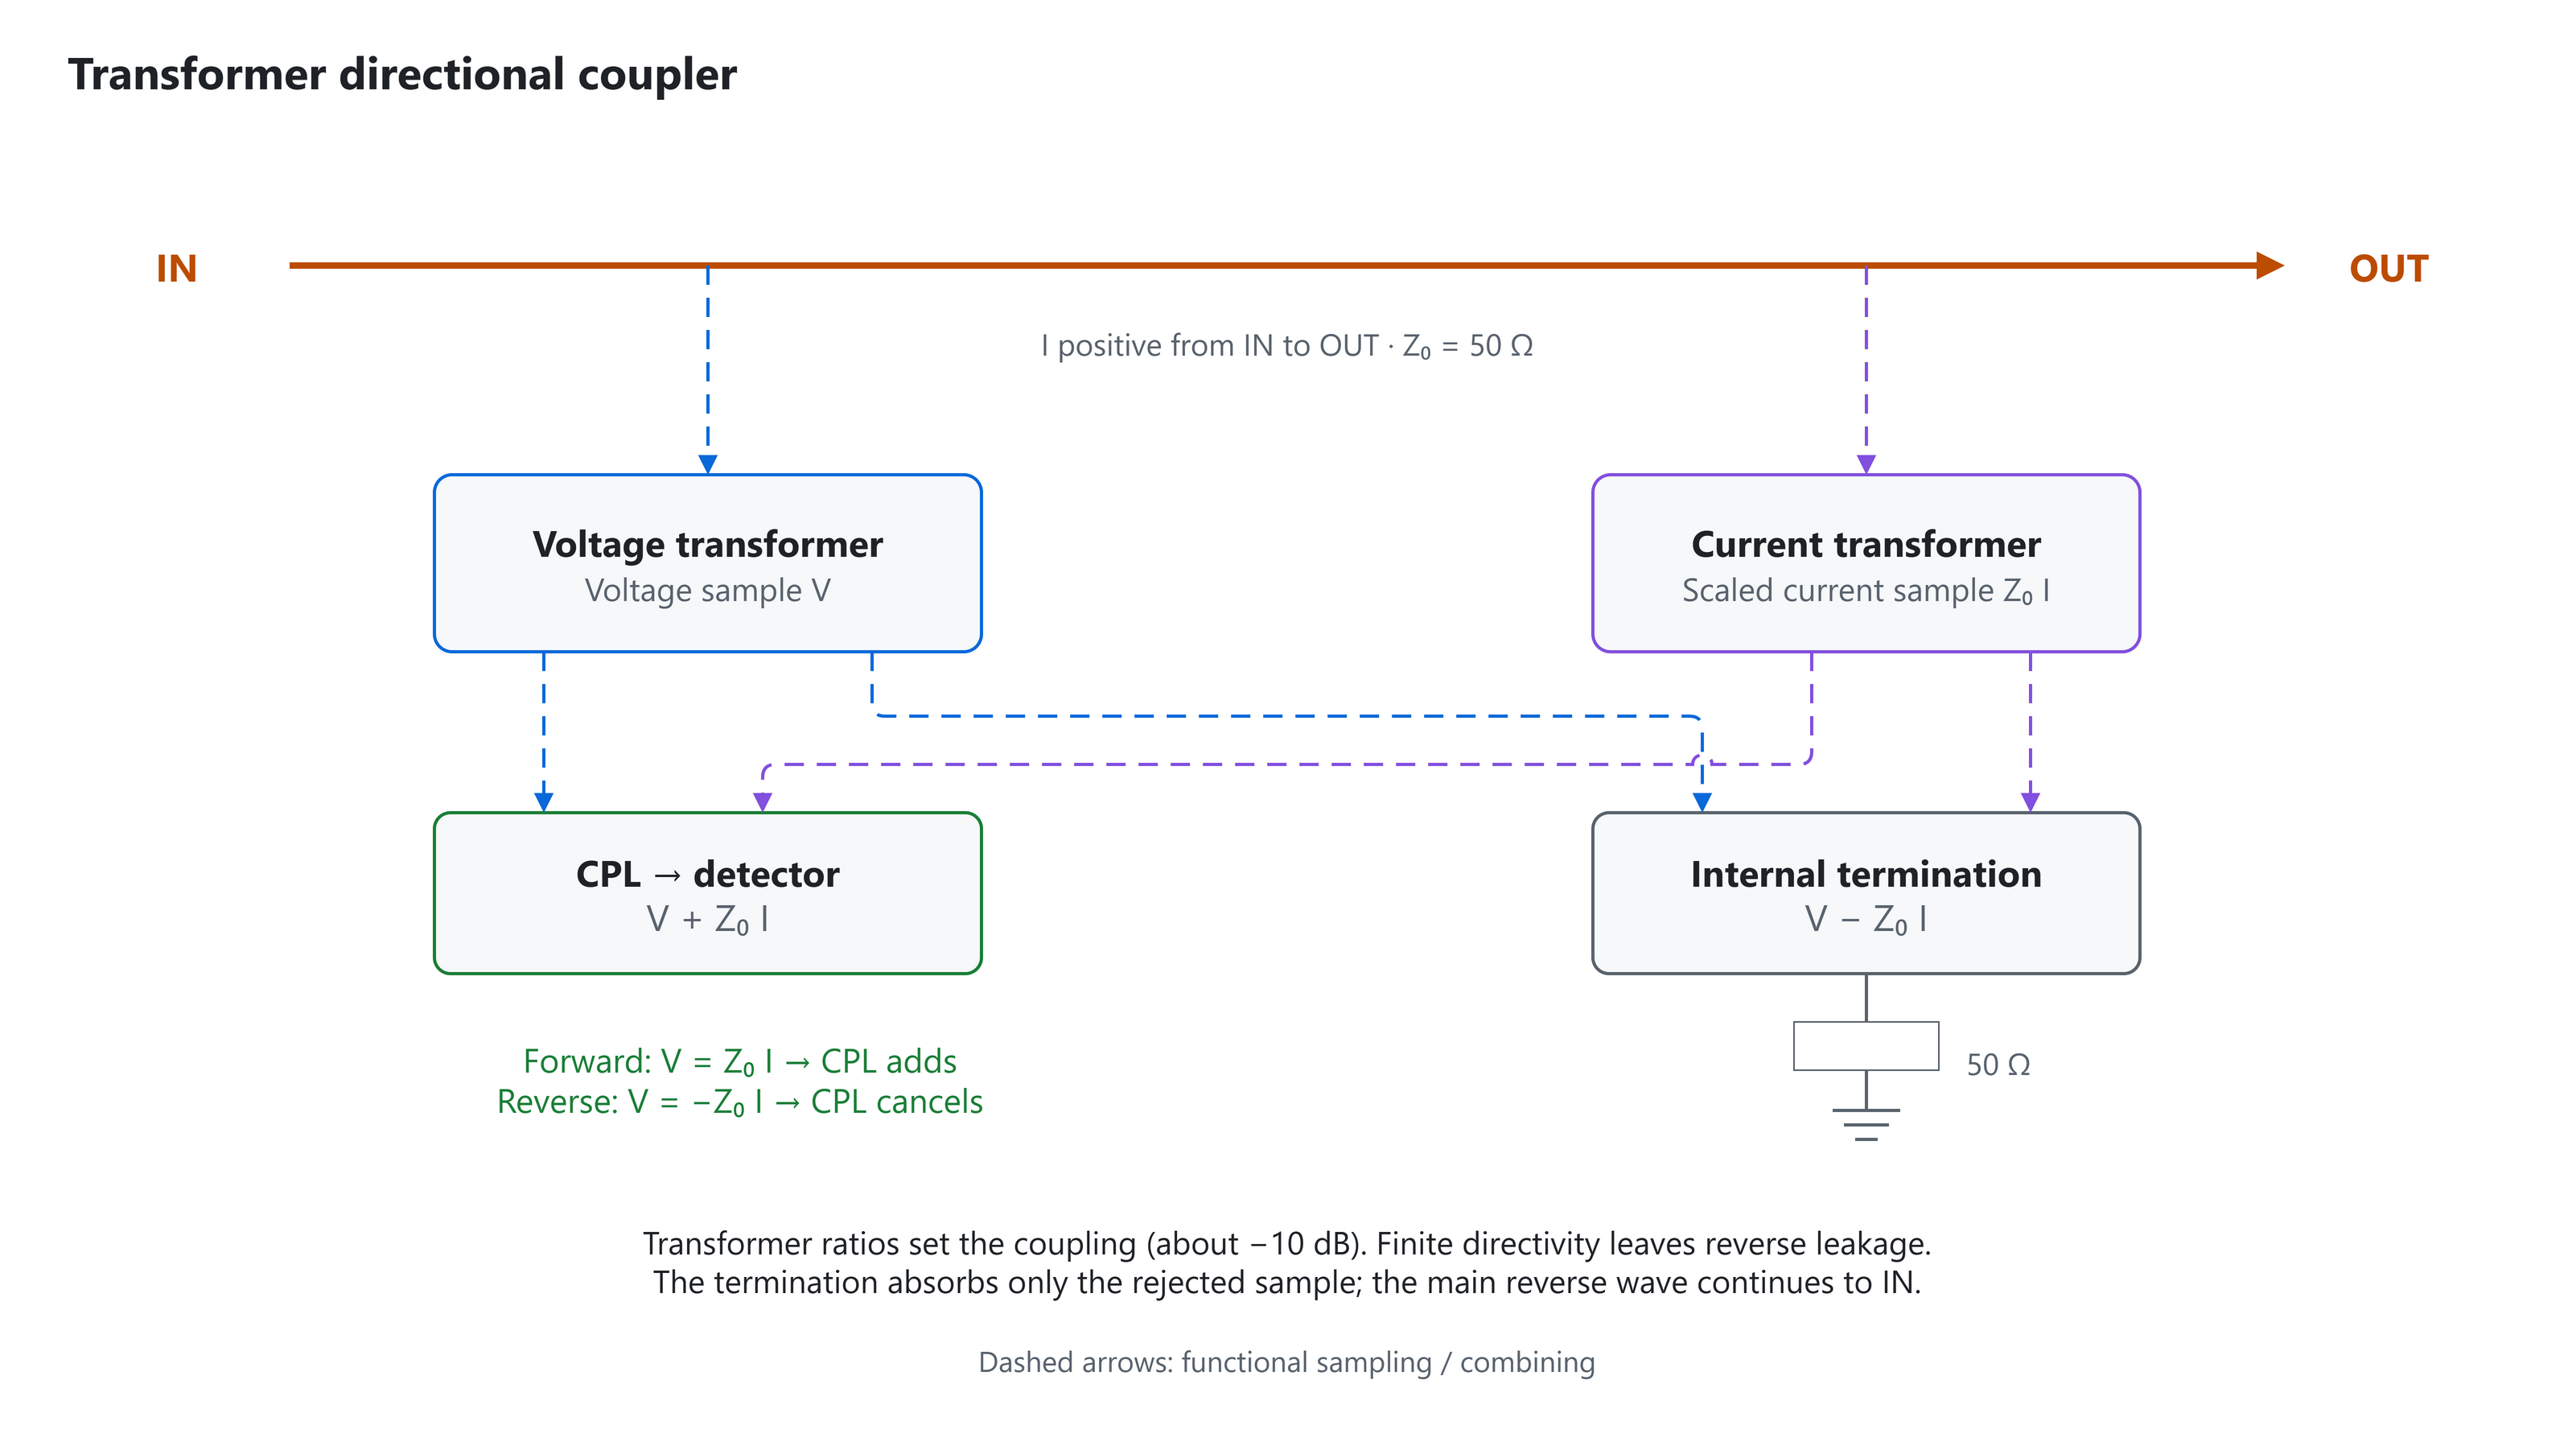 Transformer directional coupler
IN
OUT
I positive from IN to OUT · Z₀ = 50 Ω
Voltage transformer
Voltage sample V
Current transformer
Scaled current sample Z₀ I
CPL → detector
V + Z₀ I
Internal termination
V − Z₀ I
Forward: V = Z₀ I → CPL adds
Reverse: V = −Z₀ I → CPL cancels
50 Ω
Transformer ratios set the coupling (about −10 dB). Finite directivity leaves reverse leakage.
The termination absorbs only the rejected sample; the main reverse wave continues to IN.
Dashed arrows: functional sampling / combining